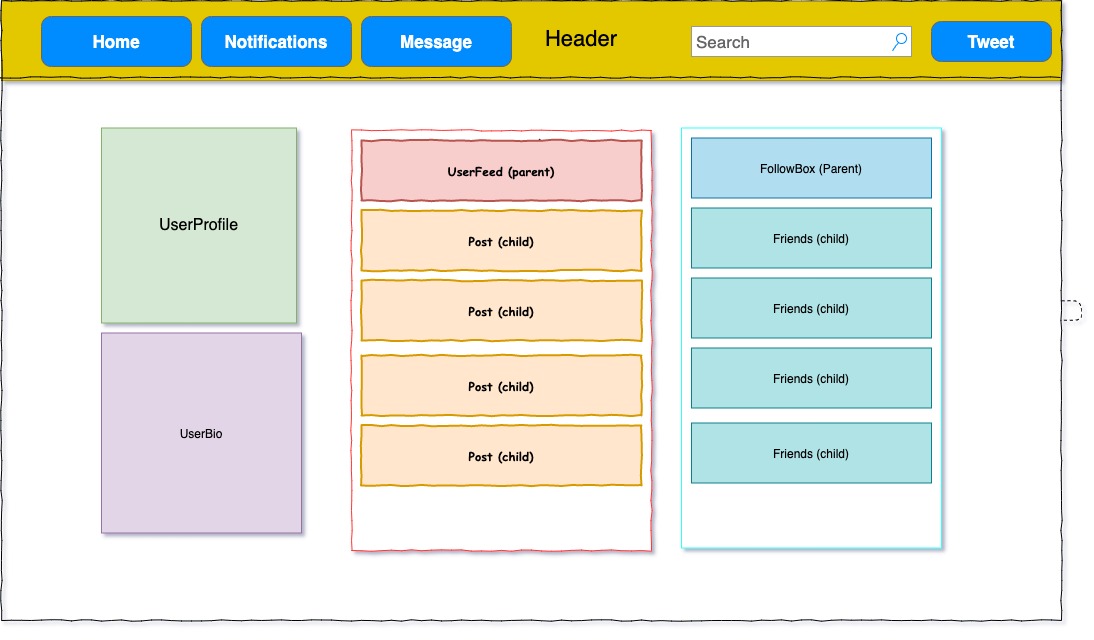 Home
Notifications
Message
Header
Search
Tweet
UserProfile
UserBio
UserFeed (parent)
Post (child)
Post (child)
Post (child)
Post (child)
FollowBox (Parent)
Friends (child)
Friends (child)
Friends (child)
Friends (child)